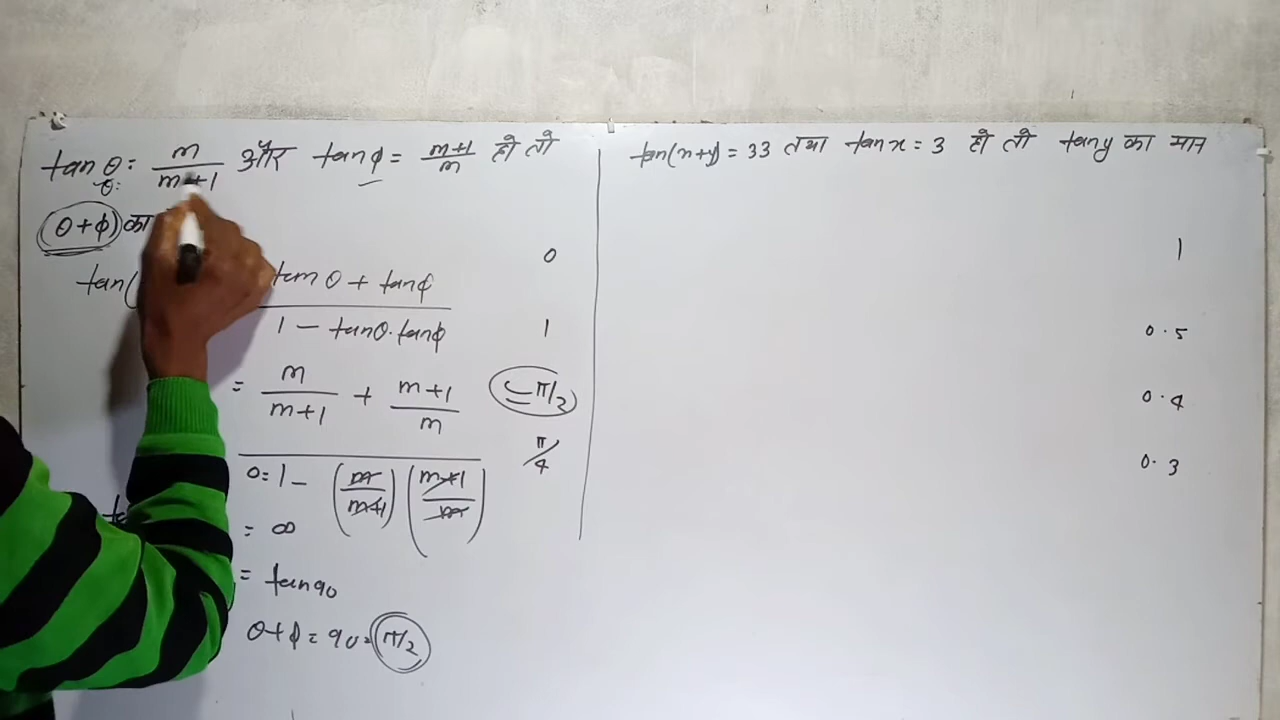 tan θ = m/m+1 और tan ϕ = m+1/m हो तो
θ:
(θ+ϕ) का
tan( tan θ + tan ϕ
1 - tan θ . tan ϕ
= m/m+1 + m+1/m
0 = 1 - (m/m+1) (m+1/m)
= ∞
= tan 90
θ+ϕ = 90 = π/2
0
1
π/2
π/4
tan(x+y) = 33 तथा tan x = 3 हो तो tan y का मान
1
0.5
0.4
0.3